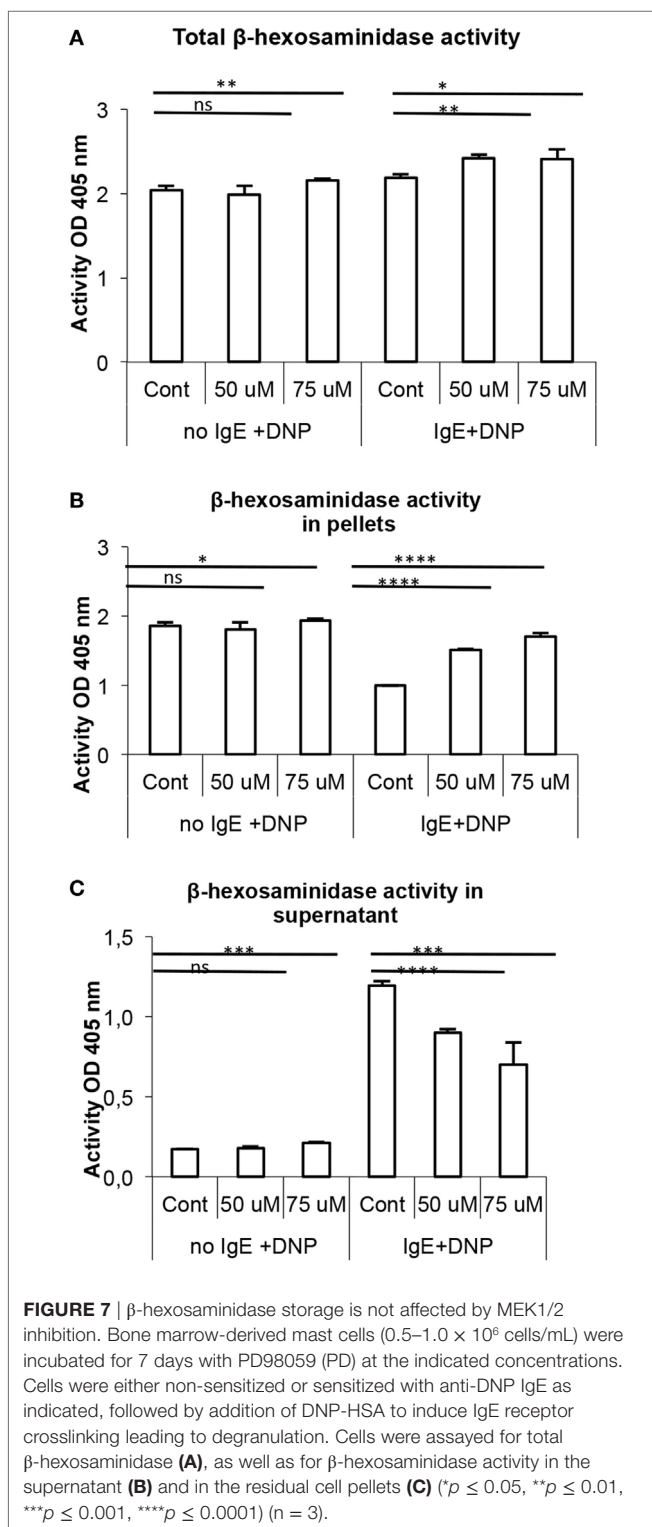 A
Total β-hexosaminidase activity
** *
ns **
3
2
1
0
Activity OD 405 nm
Cont 50 uM 75 uM Cont 50 uM 75 uM
no IgE +DNP IgE+DNP
B
β-hexosaminidase activity
in pellets
* ****
ns ****
3
2
1
0
Activity OD 405 nm
Cont 50 uM 75 uM Cont 50 uM 75 uM
no IgE +DNP IgE+DNP
C
β-hexosaminidase activity in
supernatant
*** ***
ns ****
1,5
1,0
0,5
0,0
Activity OD 405 nm
Cont 50 uM 75 uM Cont 50 uM 75 uM
no IgE +DNP IgE+DNP
FIGURE 7 | β-hexosaminidase storage is not affected by MEK1/2
inhibition. Bone marrow-derived mast cells (0.5–1.0 × 10⁶ cells/mL) were
incubated for 7 days with PD98059 (PD) at the indicated concentrations.
Cells were either non-sensitized or sensitized with anti-DNP IgE as
indicated, followed by addition of DNP-HSA to induce IgE receptor
crosslinking leading to degranulation. Cells were assayed for total
β-hexosaminidase (A), as well as for β-hexosaminidase activity in the
supernatant (B) and in the residual cell pellets (C) (*p ≤ 0.05, **p ≤ 0.01,
***p ≤ 0.001, ****p ≤ 0.0001) (n = 3).